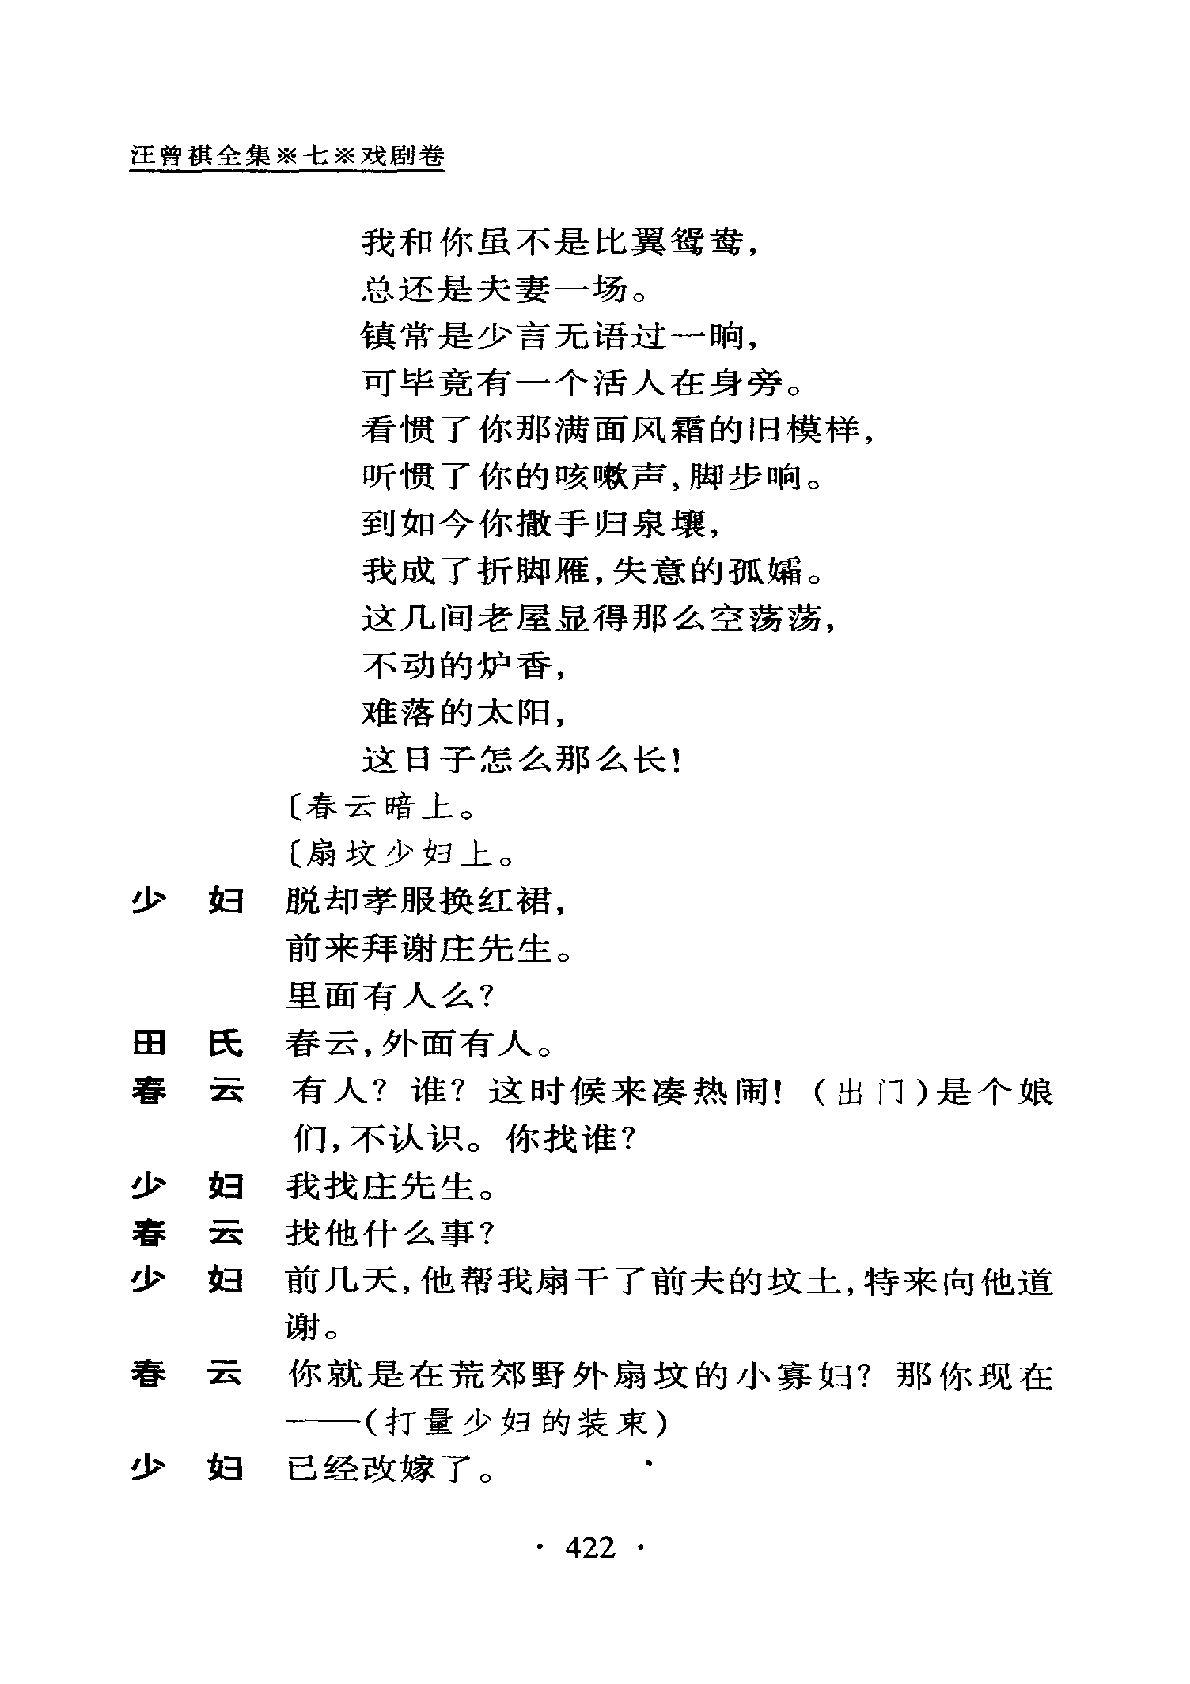 汪曾祺全集※七※戏剧卷
我和你虽不是比翼鸳鸯，
总还是夫妻一场。
镇常是少言无语过一晌，
可毕竟有一个活人在身旁。
看惯了你那满面风霜的旧模样，
听惯了你的咳嗽声，脚步响。
到如今你撒手归泉壤，
我成了折脚雁，失意的孤孀。
这几间老屋显得那么空荡荡，
不动的炉香，
难落的太阳，
这日子怎么那么长！
〔春云暗上。
〔扇坟少妇上。
少　妇　脱却孝服换红裙，
前来拜谢庄先生。
里面有人么？
田　氏　春云，外面有人。
春　云　有人？谁？这时候来凑热闹！（出门）是个娘
们，不认识。你找谁？
少　妇　我找庄先生。
春　云　找他什么事？
少　妇　前几天，他帮我扇干了前夫的坟土，特来向他道
谢。
春　云　你就是在荒郊野外扇坟的小寡妇？那你现在
——（打量少妇的装束）
少　妇　已经改嫁了。
· 422 ·